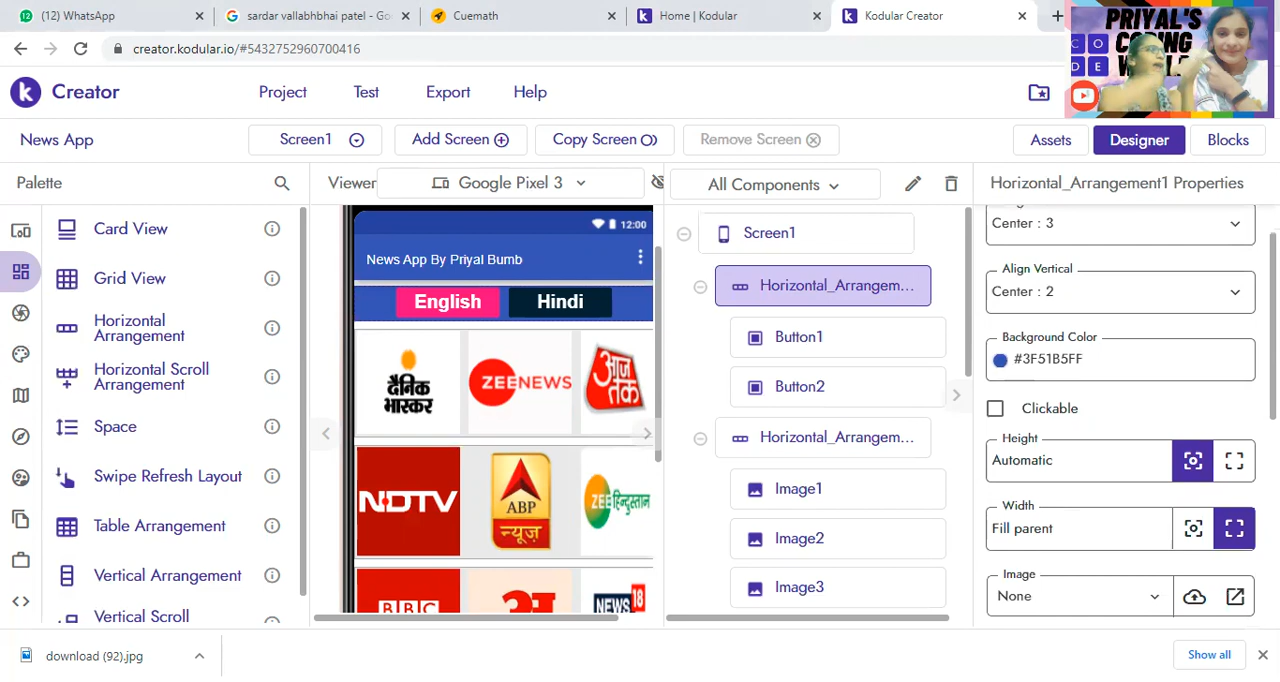 (12) WhatsApp
sardar vallabhbhai patel - Go
Cuemath
Home | Kodular
Kodular Creator
PRIYAL'S
CODING
C O
D E
creator.kodular.io/#5432752960700416
Creator
Project
Test
Export
Help
News App
Screen1
Add Screen
Copy Screen
Remove Screen
Assets
Designer
Blocks
Palette
Viewer
Google Pixel 3
All Components
Horizontal_Arrangement1 Properties
Card View
Grid View
Horizontal
Arrangement
Horizontal Scroll
Arrangement
Space
Swipe Refresh Layout
Table Arrangement
Vertical Arrangement
Vertical Scroll
12:00
News App By Priyal Bumb
English
Hindi
दैनिक
भास्कर
ZEE NEWS
आज
तक
NDTV
ABP
न्यूज़
ZEE हिन्दुस्तान
BBC
NEWS
18
Screen1
Horizontal_Arrangem...
Button1
Button2
Horizontal_Arrangem...
Image1
Image2
Image3
Center : 3
Align Vertical
Center : 2
Background Color
#3F51B5FF
Clickable
Height
Automatic
Width
Fill parent
Image
None
download (92).jpg
Show all